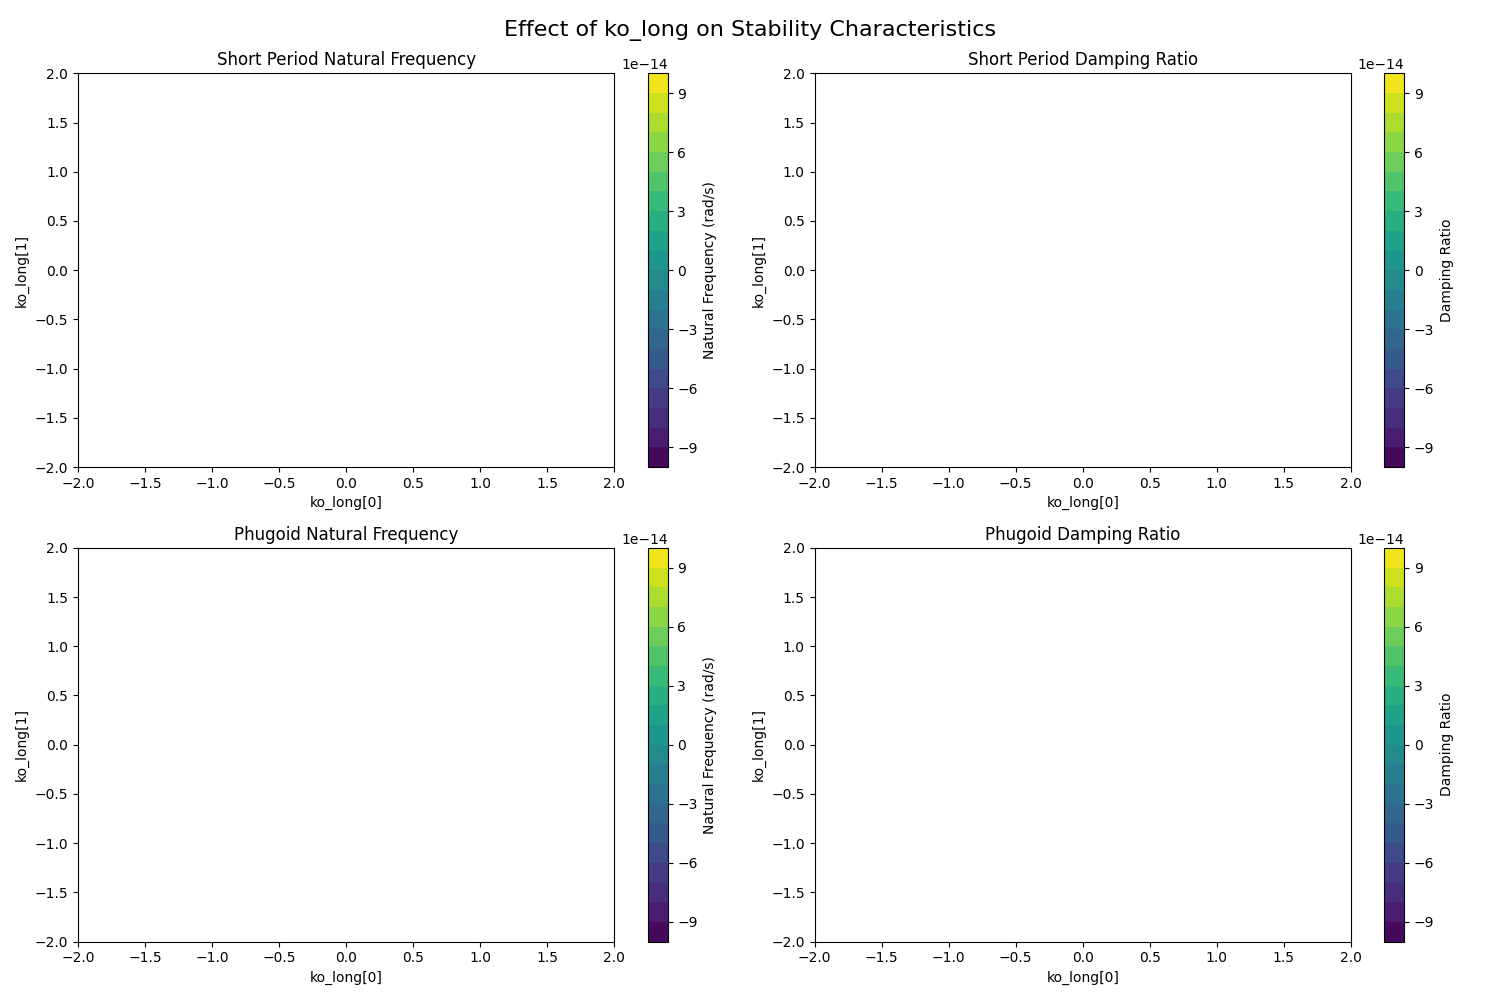 Effect of ko_long on Stability Characteristics
Short Period Natural Frequency
1e−14
2.0
1.5
1.0
0.5
0.0
−0.5
−1.0
−1.5
−2.0
ko_long[1]
−2.0 −1.5 −1.0 −0.5 0.0 0.5 1.0 1.5 2.0
ko_long[0]
9
6
3
0
−3
−6
−9
Natural Frequency (rad/s)
Short Period Damping Ratio
1e−14
2.0
1.5
1.0
0.5
0.0
−0.5
−1.0
−1.5
−2.0
ko_long[1]
−2.0 −1.5 −1.0 −0.5 0.0 0.5 1.0 1.5 2.0
ko_long[0]
9
6
3
0
−3
−6
−9
Damping Ratio
Phugoid Natural Frequency
1e−14
2.0
1.5
1.0
0.5
0.0
−0.5
−1.0
−1.5
−2.0
ko_long[1]
−2.0 −1.5 −1.0 −0.5 0.0 0.5 1.0 1.5 2.0
ko_long[0]
9
6
3
0
−3
−6
−9
Natural Frequency (rad/s)
Phugoid Damping Ratio
1e−14
2.0
1.5
1.0
0.5
0.0
−0.5
−1.0
−1.5
−2.0
ko_long[1]
−2.0 −1.5 −1.0 −0.5 0.0 0.5 1.0 1.5 2.0
ko_long[0]
9
6
3
0
−3
−6
−9
Damping Ratio